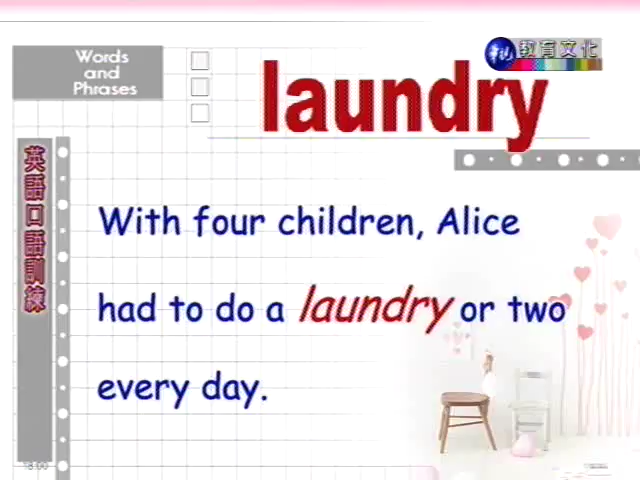 Words
and
Phrases
laundry
教育文化
英語口語訓練
With four children, Alice
had to do a laundry or two
every day.